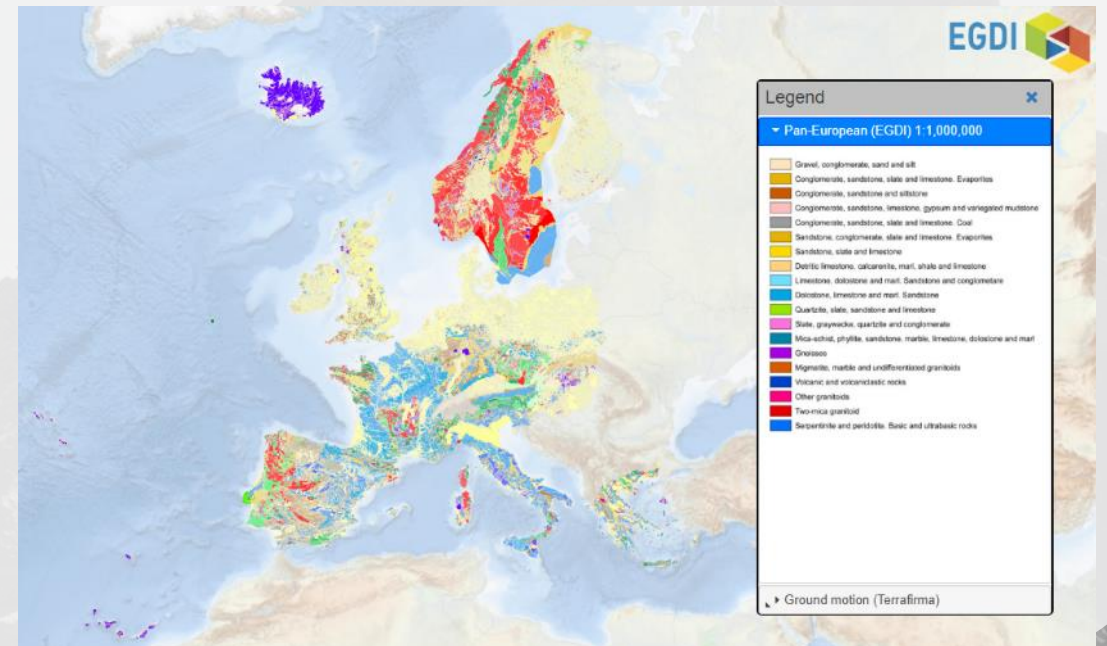 EGDI
Legend ×
Pan-European (EGDI) 1:1,000,000
Gravel, conglomerate, sand and silt
Conglomerate, sandstone, slate and limestone. Evaporites
Conglomerate, sandstone and siltstone
Conglomerate, sandstone, limestone, gypsum and variegated mudstone
Conglomerate, sandstone, slate and limestone. Coal
Sandstone, conglomerate, slate and limestone. Evaporites
Sandstone, slate and limestone
Detritic limestone, calcarenite, marl, shale and limestone
Limestone, dolostone and marl. Sandstone and conglometare
Dolostone, limestone and marl. Sandstone
Quartzite, slate, sandstone and limestone
Slate, graywacke, quartzite and conglomerate
Mica-schist, phyllite, sandstone, marble, limestone, dolostone and marl
Gneisses
Migmatite, marble and undifferentiated granitoids
Volcanic and volcaniclastic rocks
Other granitoids
Two-mica granitoid
Serpentinite and peridotite. Basic and ultrabasic rocks
Ground motion (Terrafirma)